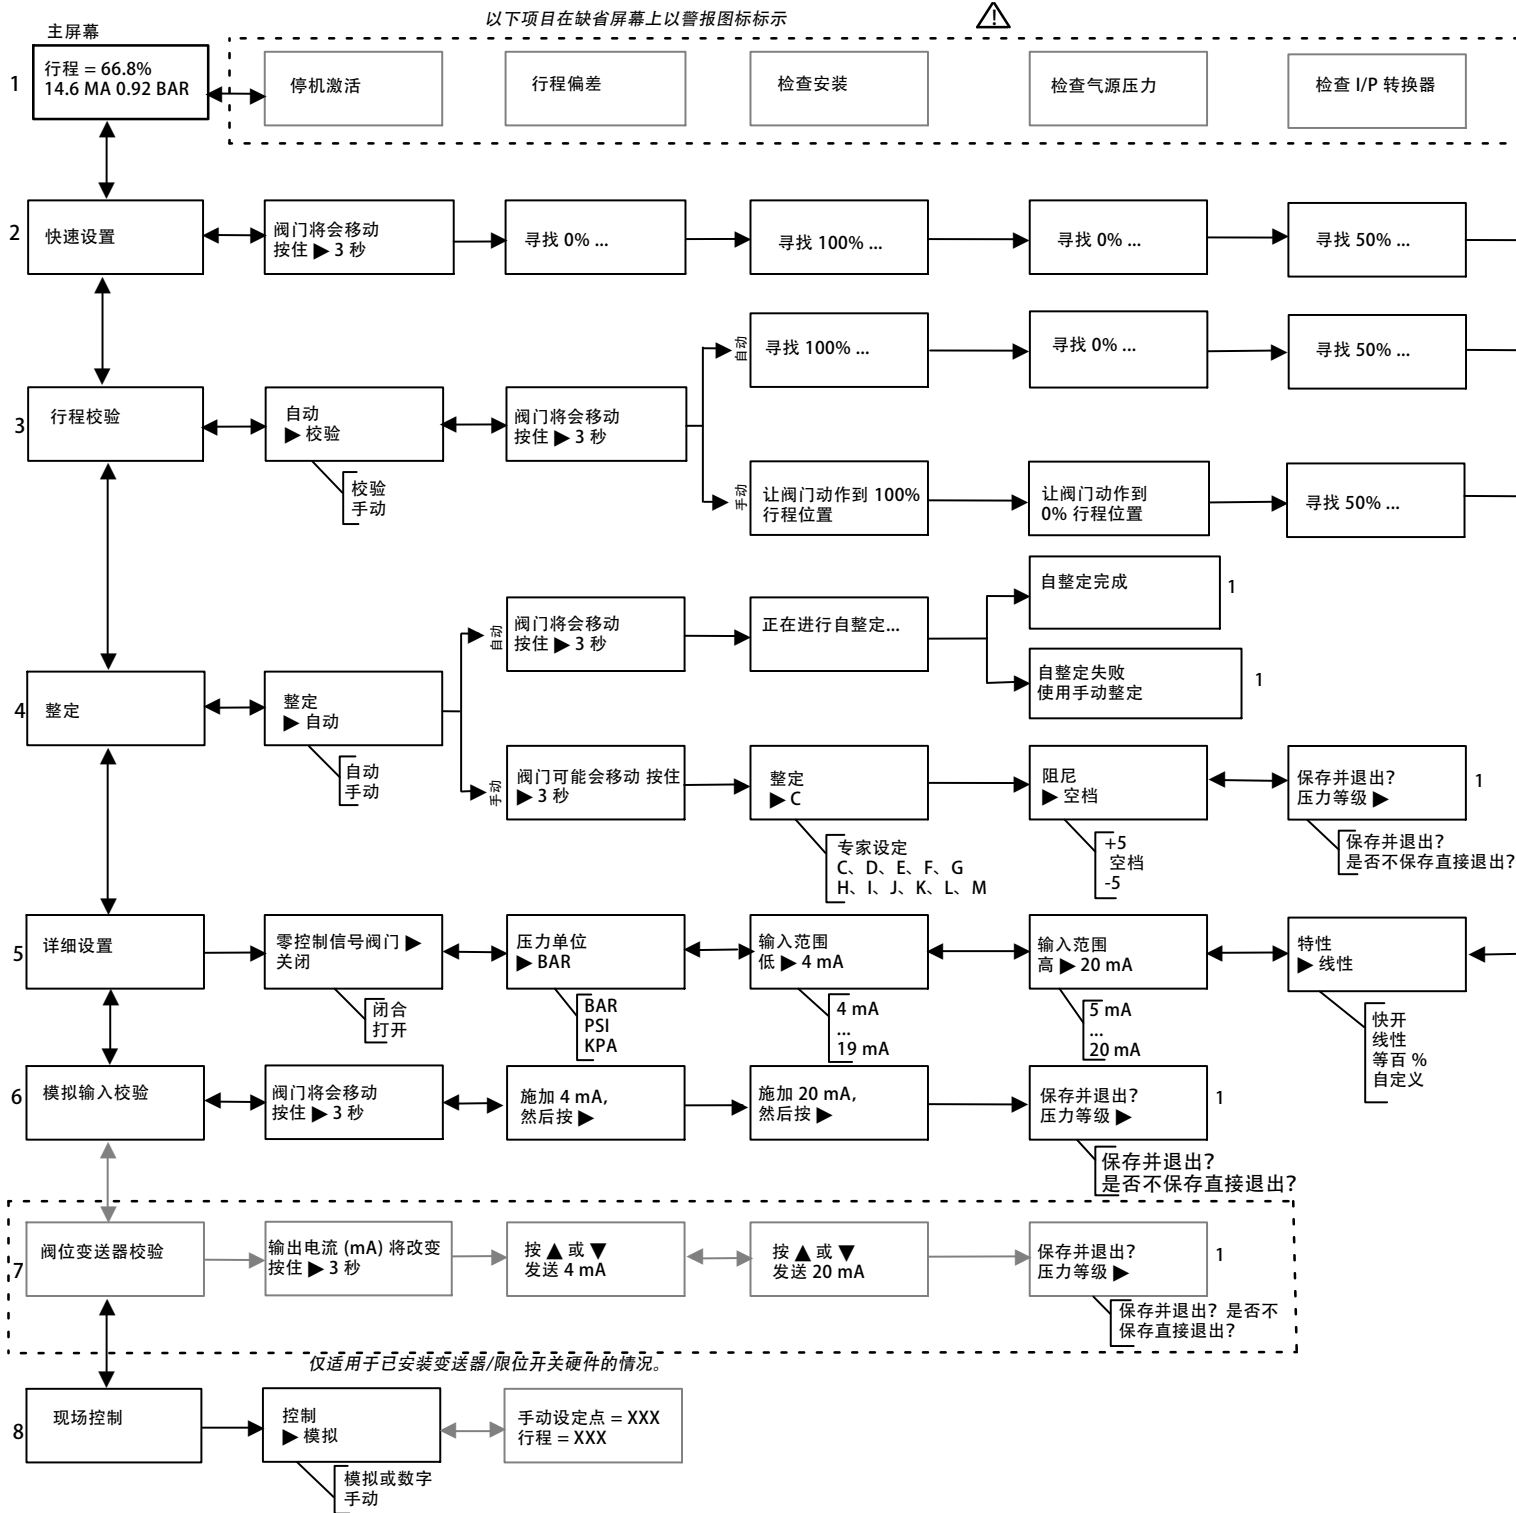 以下项目在缺省屏幕上以警报图标标示
主屏幕
1
行程 = 66.8%
14.6 MA 0.92 BAR
停机激活
行程偏差
检查安装
检查气源压力
检查 I/P 转换器
2
快速设置
阀门将会移动
按住 ▶ 3 秒
寻找 0% ...
寻找 100% ...
寻找 0% ...
寻找 50% ...
3
行程校验
自动
▶ 校验
校验
手动
阀门将会移动
按住 ▶ 3 秒
自动
寻找 100% ...
寻找 0% ...
寻找 50% ...
手动
让阀门动作到 100%
行程位置
让阀门动作到
0% 行程位置
寻找 50% ...
4
整定
整定
▶ 自动
自动
手动
自动
阀门将会移动
按住 ▶ 3 秒
正在进行自整定...
自整定完成
1
自整定失败
使用手动整定
1
手动
阀门可能会移动 按住
▶ 3 秒
整定
▶ C
专家设定
C、D、E、F、G
H、I、J、K、L、M
阻尼
▶ 空档
+5
空档
-5
保存并退出？
压力等级 ▶
1
保存并退出？
是否不保存直接退出？
5
详细设置
零控制信号阀门 ▶
关闭
闭合
打开
压力单位
▶ BAR
BAR
PSI
KPA
输入范围
低 ▶ 4 mA
4 mA
...
19 mA
输入范围
高 ▶ 20 mA
5 mA
...
20 mA
特性
▶ 线性
快开
线性
等百 %
自定义
6
模拟输入校验
阀门将会移动
按住 ▶ 3 秒
施加 4 mA,
然后按 ▶
施加 20 mA,
然后按 ▶
保存并退出？
压力等级 ▶
1
保存并退出？
是否不保存直接退出？
7
阀位变送器校验
输出电流 (mA) 将改变
按住 ▶ 3 秒
按 ▲ 或 ▼
发送 4 mA
按 ▲ 或 ▼
发送 20 mA
保存并退出？
压力等级 ▶
1
保存并退出？是否不
保存直接退出？
仅适用于已安装变送器/限位开关硬件的情况。
8
现场控制
控制
▶ 模拟
模拟或数字
手动
手动设定点 = XXX
行程 = XXX